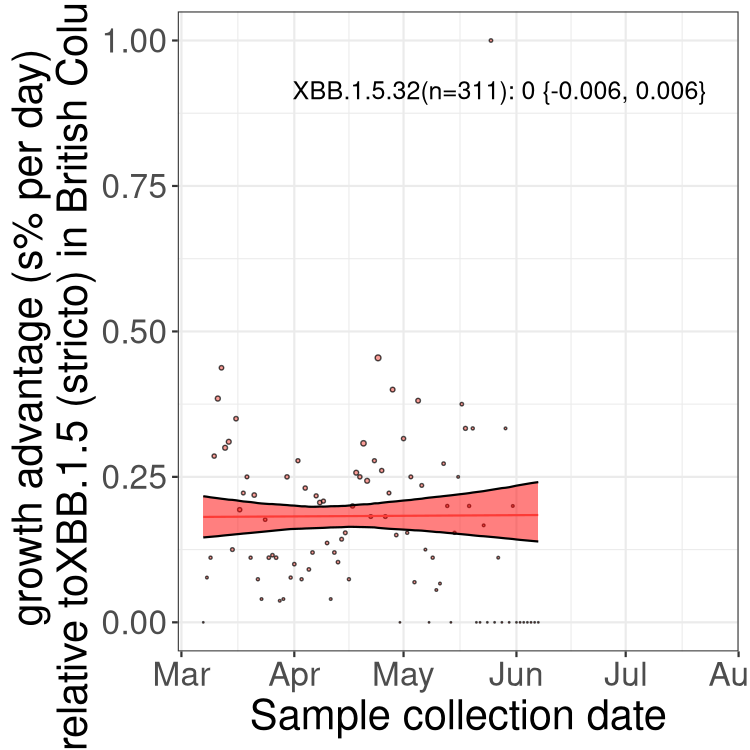 growth advantage (s% per day)
relative toXBB.1.5 (stricto) in British Colu
1.00
0.75
0.50
0.25
0.00
XBB.1.5.32(n=311): 0 {-0.006, 0.006}
Mar Apr May Jun Jul Au
Sample collection date